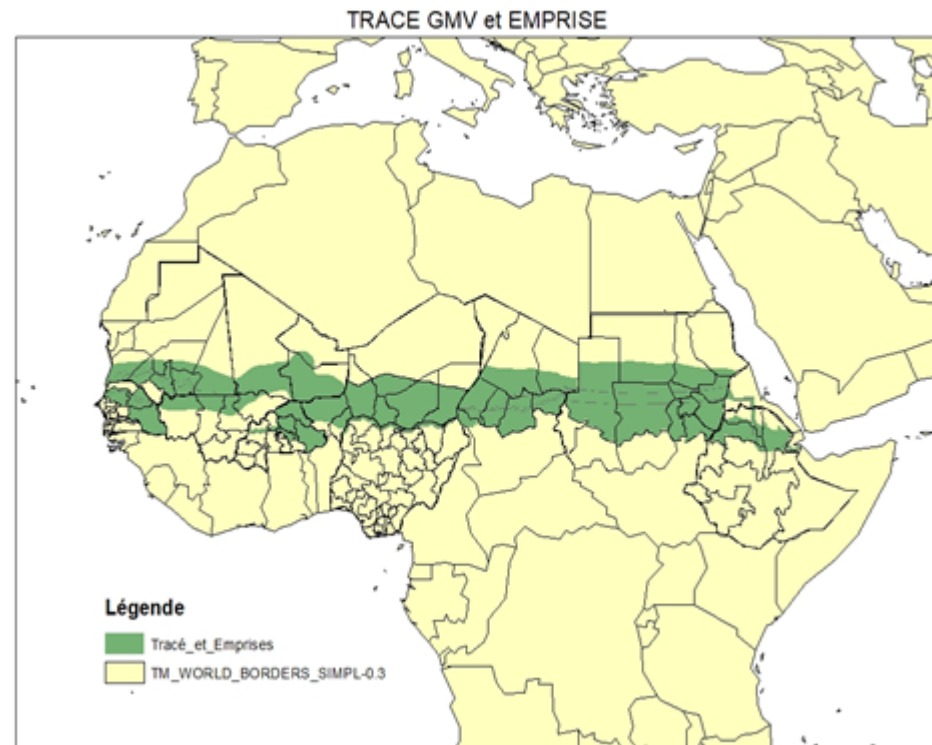 TRACE GMV et EMPRISE
Légende
Tracé_et_Emprises
TM_WORLD_BORDERS_SIMPL-0.3